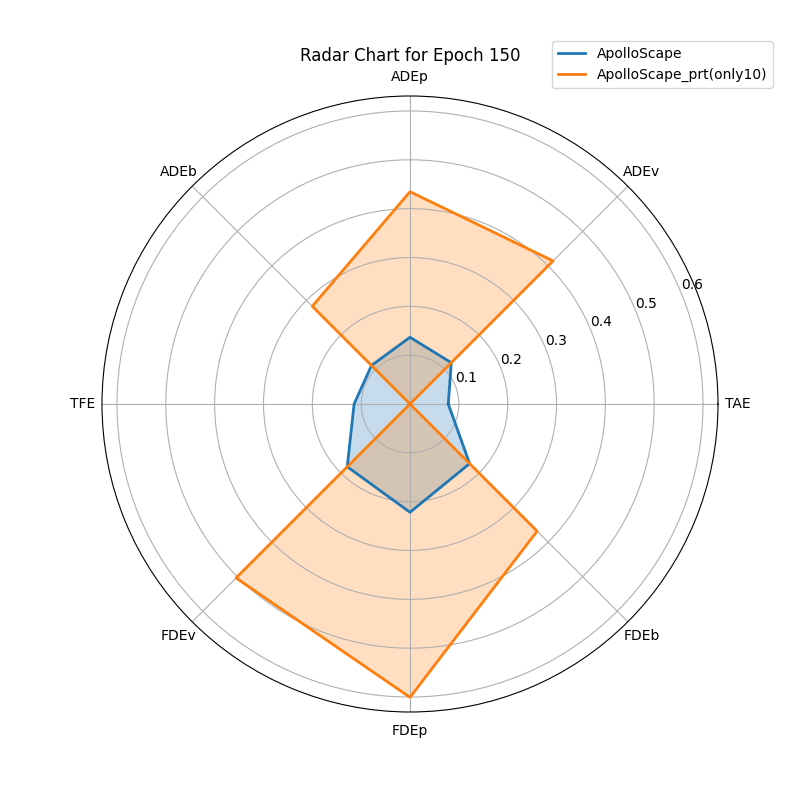 Radar Chart for Epoch 150
ApolloScape
ApolloScape_prt(only10)
ADEp
ADEb
ADEv
0.6
0.5
0.4
0.3
0.2
0.1
TFE
TAE
FDEv
FDEb
FDEp